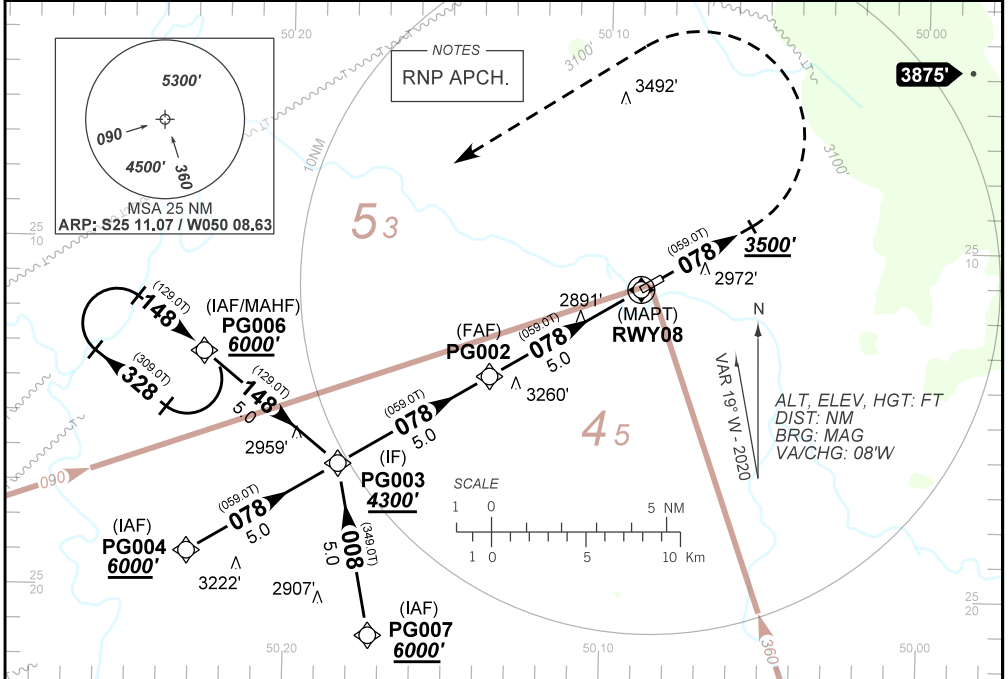 50 20
50 10
50 00
NOTES
RNP APCH.
3100'
3875'
3492'
5300'
090
4500'
360
MSA 25 NM
ARP: S25 11.07 / W050 08.63
10NM
3100'
53
25
10
25
10
(059.0T)
078
3500'
2972'
(129.0T)
148
(IAF/MAHF)
PG006
6000'
2891'
(MAPT)
RWY08
(FAF)
PG002
(059.0T)
078
5.0
N
VAR 19° W - 2020
(309.0T)
328
(129.0T)
148
5.0
(059.0T)
078
5.0
3260'
45
ALT, ELEV, HGT: FT
DIST: NM
BRG: MAG
VA/CHG: 08'W
2959'
(IF)
PG003
4300'
090
SCALE
1 0 5 NM
1 0 5 10 Km
(059.0T)
078
5.0
(IAF)
PG004
6000'
(349.0T)
008
5.0
3222'
2907'
25
20
25
20
(IAF)
PG007
6000'
360
50 20
50 10
50 00